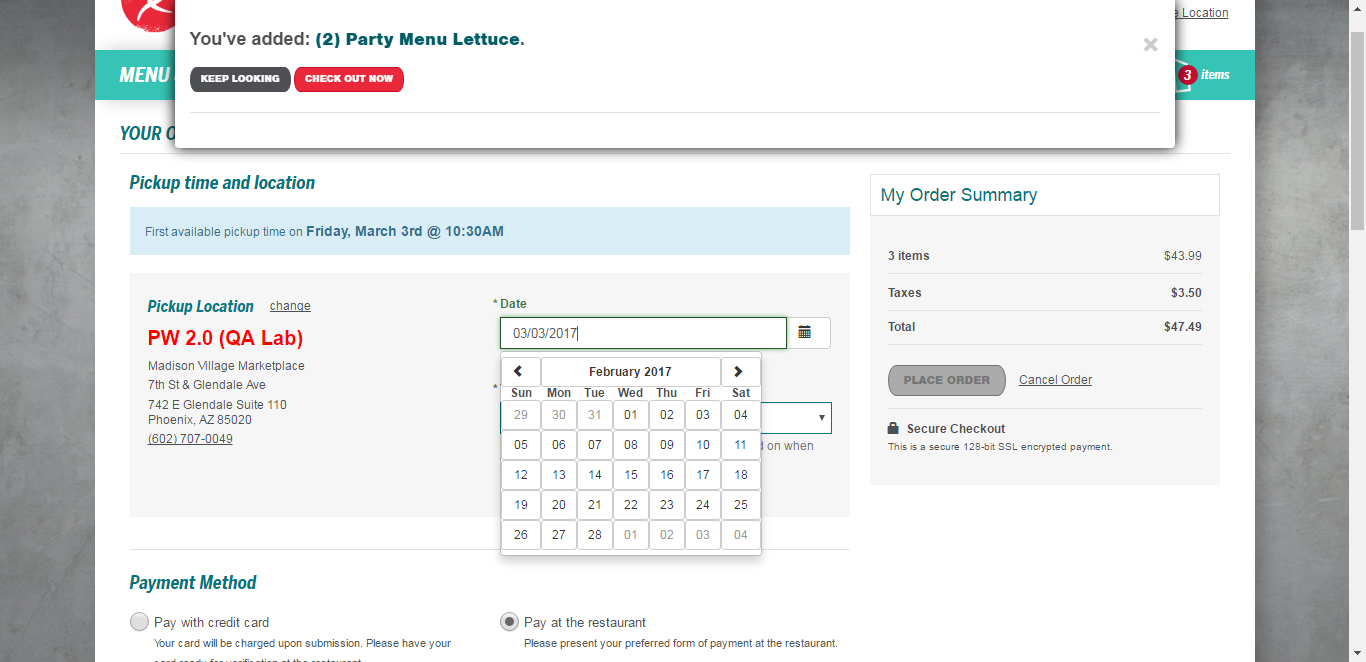 e Location
You've added: (2) Party Menu Lettuce.
×
KEEP LOOKING CHECK OUT NOW
MENU
3 items
YOUR O
Pickup time and location
First available pickup time on Friday, March 3rd @ 10:30AM
Pickup Location change
PW 2.0 (QA Lab)
Madison Village Marketplace
7th St & Glendale Ave
742 E Glendale Suite 110
Phoenix, AZ 85020
(602) 707-0049
* Date
03/03/2017
*
February 2017
Sun Mon Tue Wed Thu Fri Sat
29 30 31 01 02 03 04
05 06 07 08 09 10 11
12 13 14 15 16 17 18
19 20 21 22 23 24 25
26 27 28 01 02 03 04
d on when
My Order Summary
3 items $43.99
Taxes $3.50
Total $47.49
PLACE ORDER Cancel Order
Secure Checkout
This is a secure 128-bit SSL encrypted payment.
Payment Method
Pay with credit card
Your card will be charged upon submission. Please have your
card ready for verification at the restaurant.
Pay at the restaurant
Please present your preferred form of payment at the restaurant.